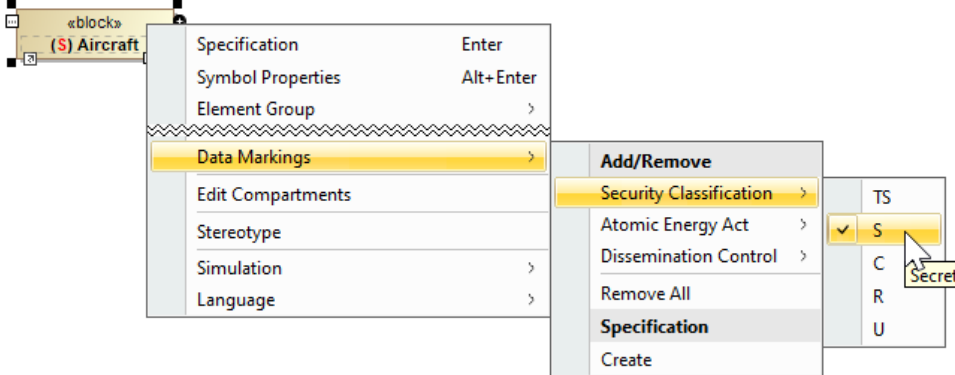 «block»
(S) Aircraft
Specification Enter
Symbol Properties Alt+Enter
Element Group
Data Markings
Edit Compartments
Stereotype
Simulation
Language
Add/Remove
Security Classification
Atomic Energy Act
Dissemination Control
Remove All
Specification
Create
TS
S
C
R
U
Secret